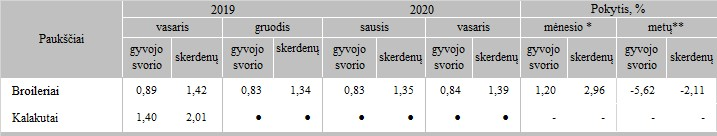 Paukščiai 2019 2020 Pokytis, %
vasaris gruodis sausis vasaris mėnesio * metų**
gyvojo svorio skerdenų gyvojo svorio skerdenų gyvojo svorio skerdenų gyvojo svorio skerdenų gyvojo svorio skerdenų gyvojo svorio skerdenų
Broileriai 0,89 1,42 0,83 1,34 0,83 1,35 0,84 1,39 1,20 2,96 -5,62 -2,11
Kalakutai 1,40 2,01 • • • • • • - - - -